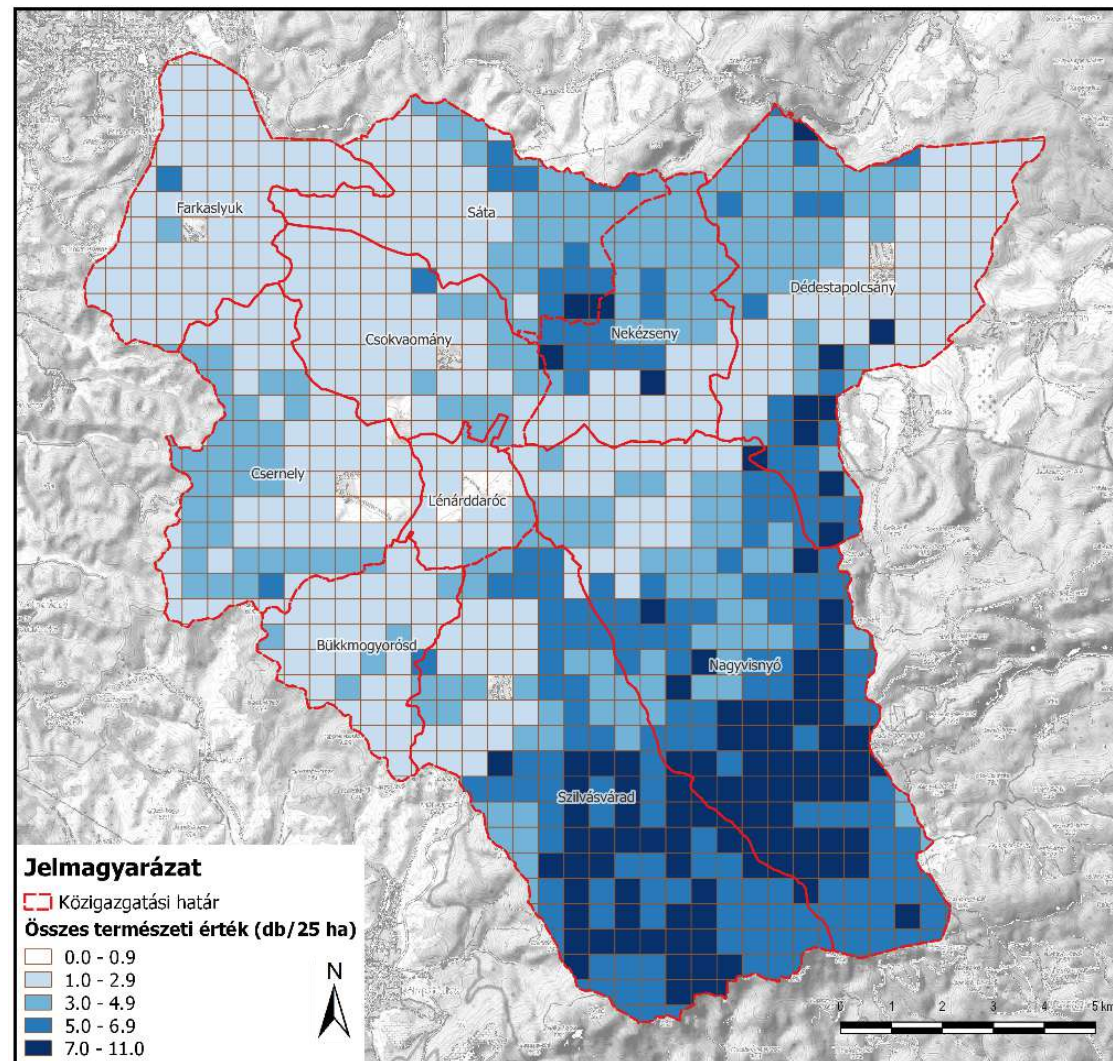 Farkaslyuk
Sáta
Dédestapolcsány
Nekézseny
Csokvaomány
Csernely
Lénárddaróc
Bükkmogyorósd
Nagyvisnyó
Szilvásvárad
Jelmagyarázat
Közigazgatási határ
Összes természeti érték (db/25 ha)
0.0 - 0.9
1.0 - 2.9
3.0 - 4.9
5.0 - 6.9
7.0 - 11.0
N
0 1 2 3 4 5 km